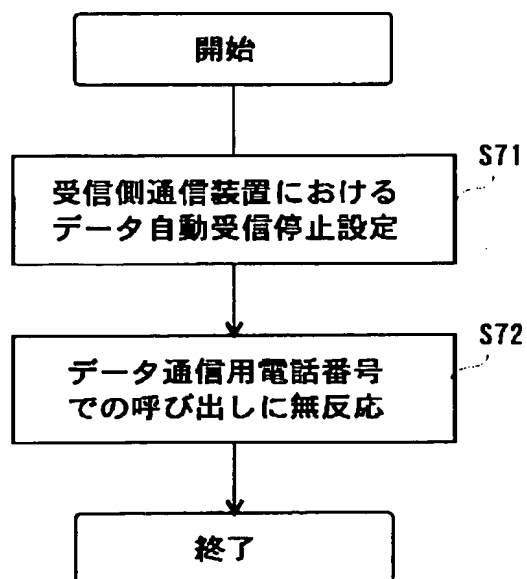 開始
S71
受信側通信装置における
データ自動受信停止設定
S72
データ通信用電話番号
での呼び出しに無反応
終了